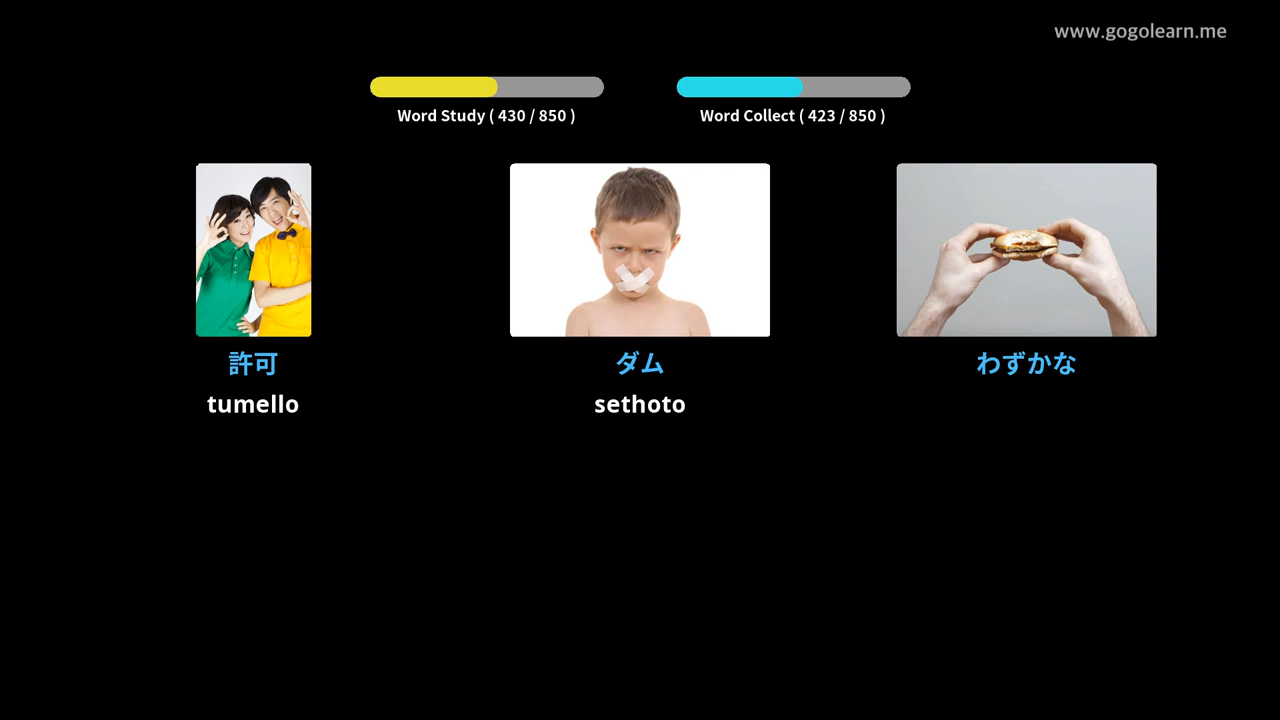 www.gogolearn.me
Word Study ( 430 / 850 )
Word Collect ( 423 / 850 )
許可
ダム
わずかな
tumello
sethoto